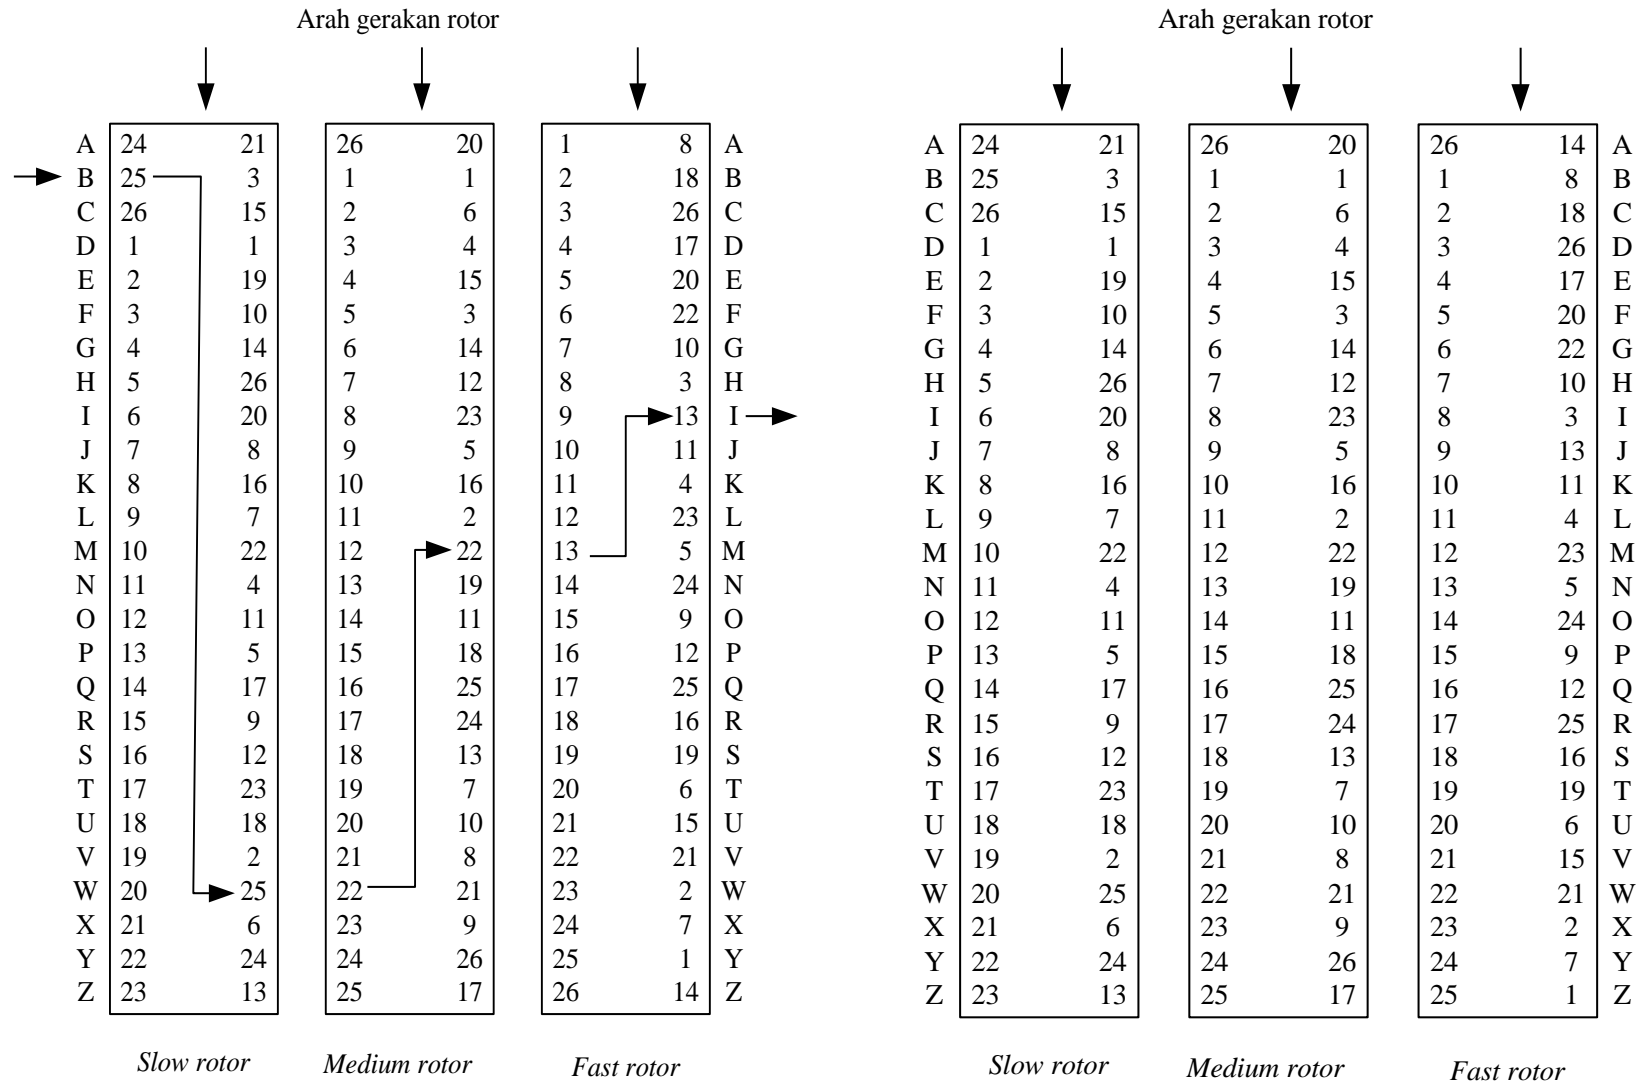 Arah gerakan rotor Arah gerakan rotor
A 24 21 26 20 1 8 A A 24 21 26 20 26 14 A
B 25 3 1 1 2 18 B B 25 3 1 1 1 8 B
C 26 15 2 6 3 26 C C 26 15 2 6 2 18 C
D 1 1 3 4 4 17 D D 1 1 3 4 3 26 D
E 2 19 4 15 5 20 E E 2 19 4 15 4 17 E
F 3 10 5 3 6 22 F F 3 10 5 3 5 20 F
G 4 14 6 14 7 10 G G 4 14 6 14 6 22 G
H 5 26 7 12 8 3 H H 5 26 7 12 7 10 H
I 6 20 8 23 9 13 I I 6 20 8 23 8 3 I
J 7 8 9 5 10 11 J J 7 8 9 5 9 13 J
K 8 16 10 16 11 4 K K 8 16 10 16 10 11 K
L 9 7 11 2 12 23 L L 9 7 11 2 11 4 L
M 10 22 12 22 13 5 M M 10 22 12 22 12 23 M
N 11 4 13 19 14 24 N N 11 4 13 19 13 5 N
O 12 11 14 11 15 9 O O 12 11 14 11 14 24 O
P 13 5 15 18 16 12 P P 13 5 15 18 15 9 P
Q 14 17 16 25 17 25 Q Q 14 17 16 25 16 12 Q
R 15 9 17 24 18 16 R R 15 9 17 24 17 25 R
S 16 12 18 13 19 19 S S 16 12 18 13 18 16 S
T 17 23 19 7 20 6 T T 17 23 19 7 19 19 T
U 18 18 20 10 21 15 U U 18 18 20 10 20 6 U
V 19 2 21 8 22 21 V V 19 2 21 8 21 15 V
W 20 25 22 21 23 2 W W 20 25 22 21 22 21 W
X 21 6 23 9 24 7 X X 21 6 23 9 23 2 X
Y 22 24 24 26 25 1 Y Y 22 24 24 26 24 7 Y
Z 23 13 25 17 26 14 Z Z 23 13 25 17 25 1 Z
Slow rotor Medium rotor Fast rotor Slow rotor Medium rotor Fast rotor